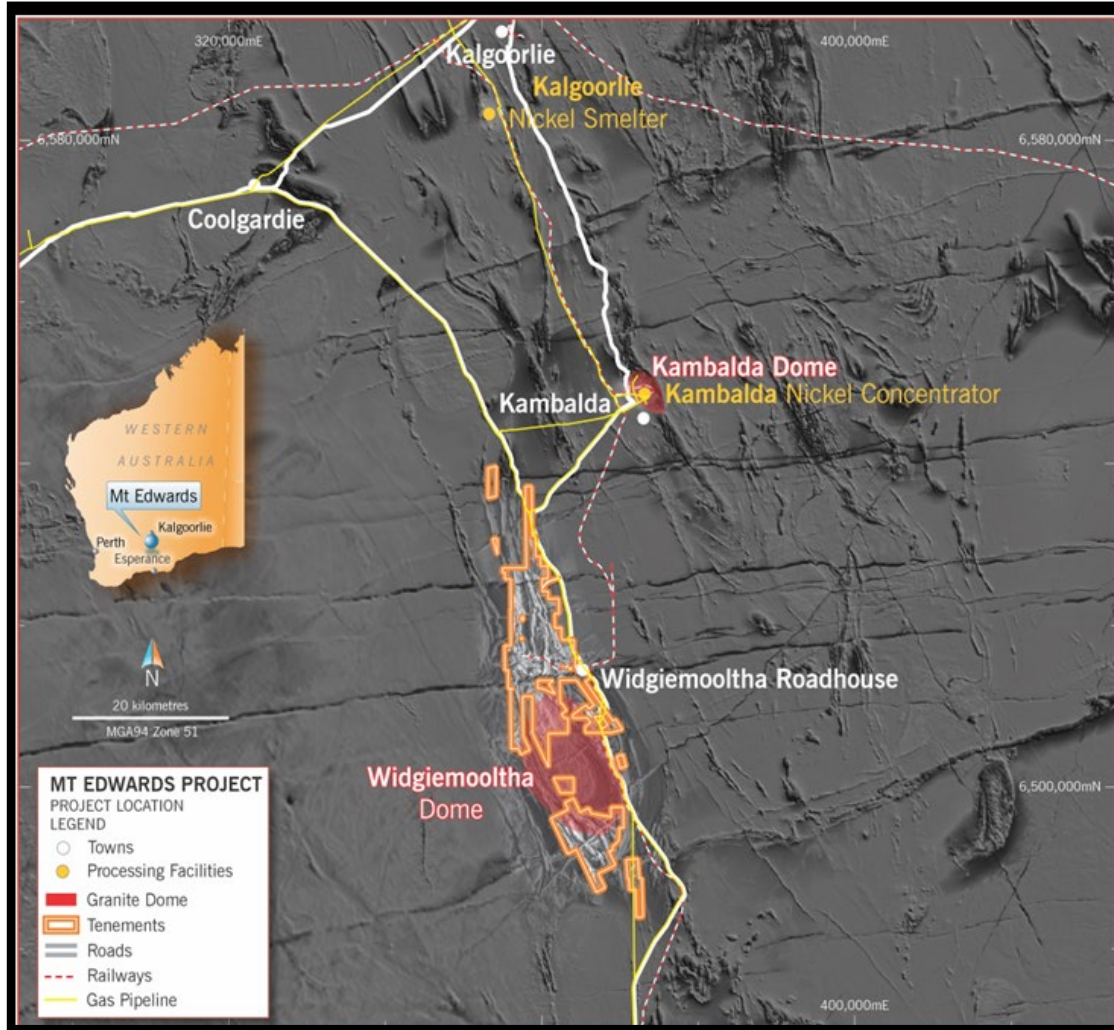 320,000mE
400,000mE
Kalgoorlie
Kalgoorlie
Nickel Smelter
6,580,000mN
6,580,000mN
Coolgardie
Kambalda Dome
Kambalda Nickel Concentrator
Kambalda
WESTERN
AUSTRALIA
Mt Edwards
Kalgoorlie
Perth
Esperance
N
20 kilometres
MGA94 Zone 51
Widgiemooltha Roadhouse
Widgiemooltha
Dome
6,500,000mN
MT EDWARDS PROJECT
PROJECT LOCATION
LEGEND
Towns
Processing Facilities
Granite Dome
Tenements
Roads
Railways
Gas Pipeline
400,000mE